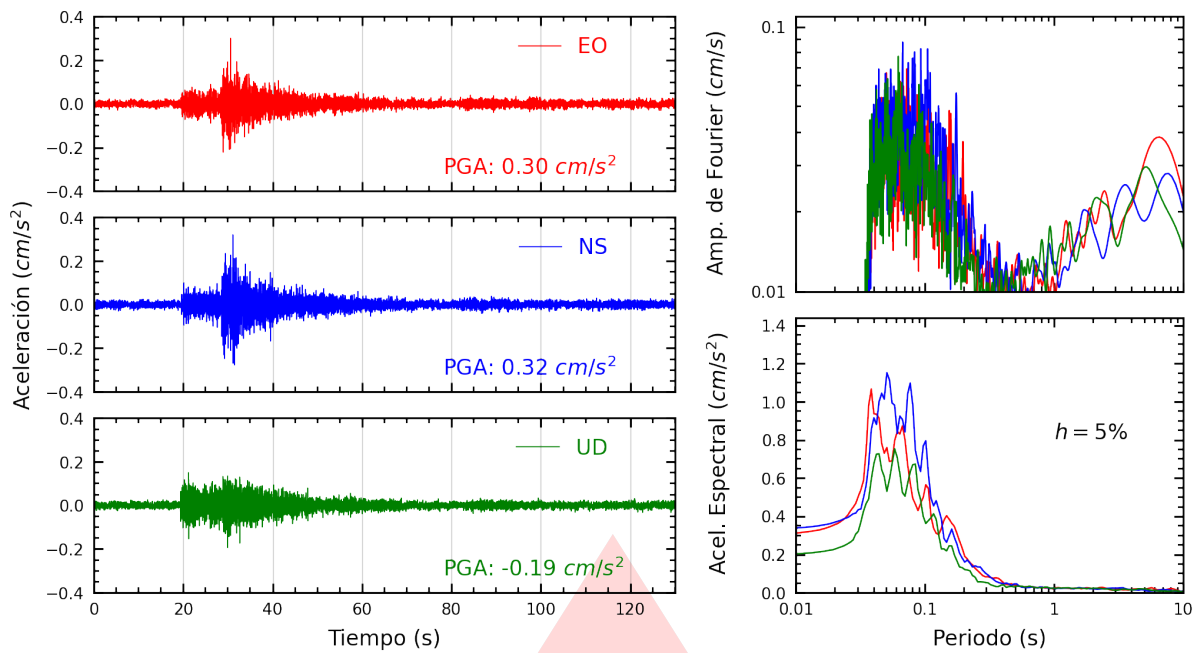 Aceleración (cm/s²)
0.4
0.2
0.0
−0.2
−0.4
EO
PGA: 0.30 cm/s²
0.4
0.2
0.0
−0.2
−0.4
NS
PGA: 0.32 cm/s²
0.4
0.2
0.0
−0.2
−0.4
UD
PGA: -0.19 cm/s²
0 20 40 60 80 100 120
Tiempo (s)
Amp. de Fourier (cm/s)
0.1
0.01
Acel. Espectral (cm/s²)
1.4
1.2
1.0
0.8
0.6
0.4
0.2
0.0
h = 5%
0.01 0.1 1 10
Periodo (s)